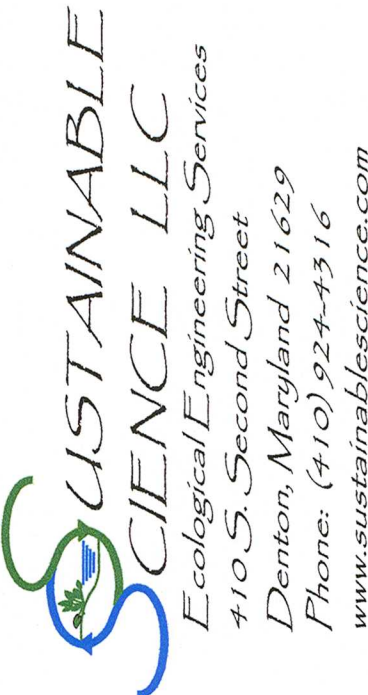 SUSTAINABLE
SCIENCE LLC
Ecological Engineering Services
410 S. Second Street
Denton, Maryland 21629
Phone: (410) 924-4316
www.sustainablescience.com